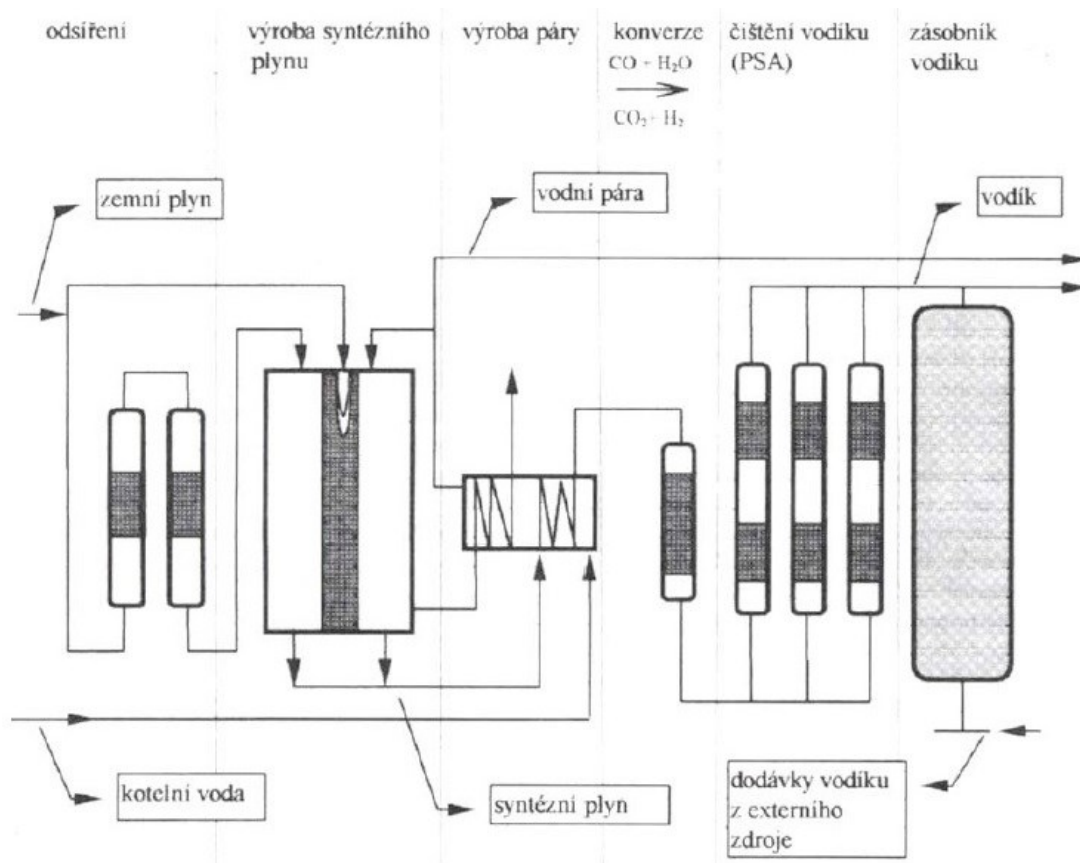 odsíření
výroba syntézního
plynu
výroba páry
konverze
CO + H₂O
CO₂ + H₂
čištění vodíku
(PSA)
zásobník
vodíku
zemní plyn
vodní pára
vodík
kotelní voda
syntézní plyn
dodávky vodíku
z externího
zdroje